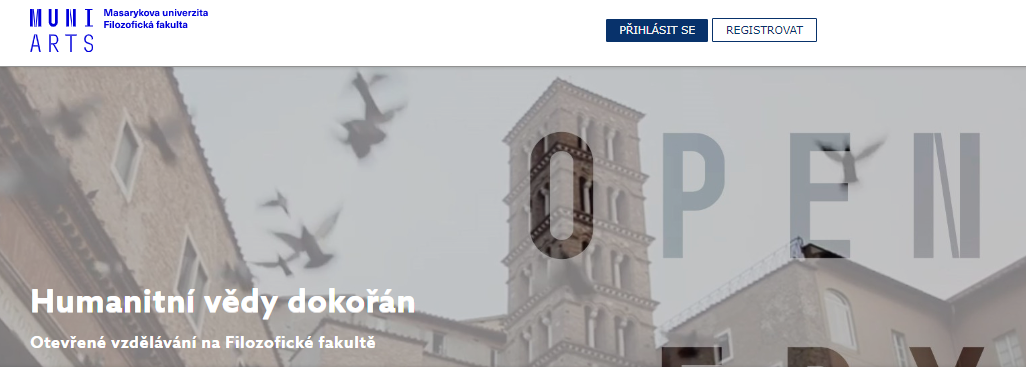 MUNI
ARTS
Masarykova univerzita
Filozofická fakulta
PŘIHLÁSIT SE
REGISTROVAT
OPEN
Humanitní vědy dokořán
Otevřené vzdělávání na Filozofické fakultě